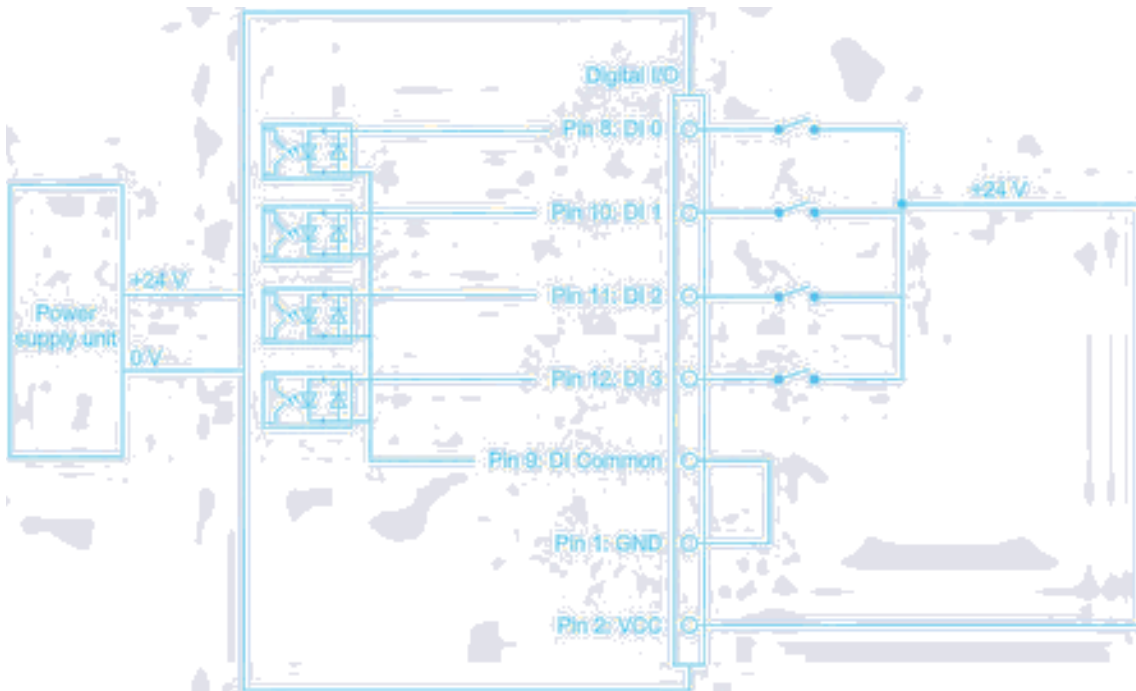 Digital I/O
Pin 8: DI 0
+24 V
Pin 10: DI 1
+24 V
Pin 11: DI 2
Power
supply unit
0 V
Pin 12: DI 3
Pin 9: DI Common
Pin 1: GND
Pin 2: VCC